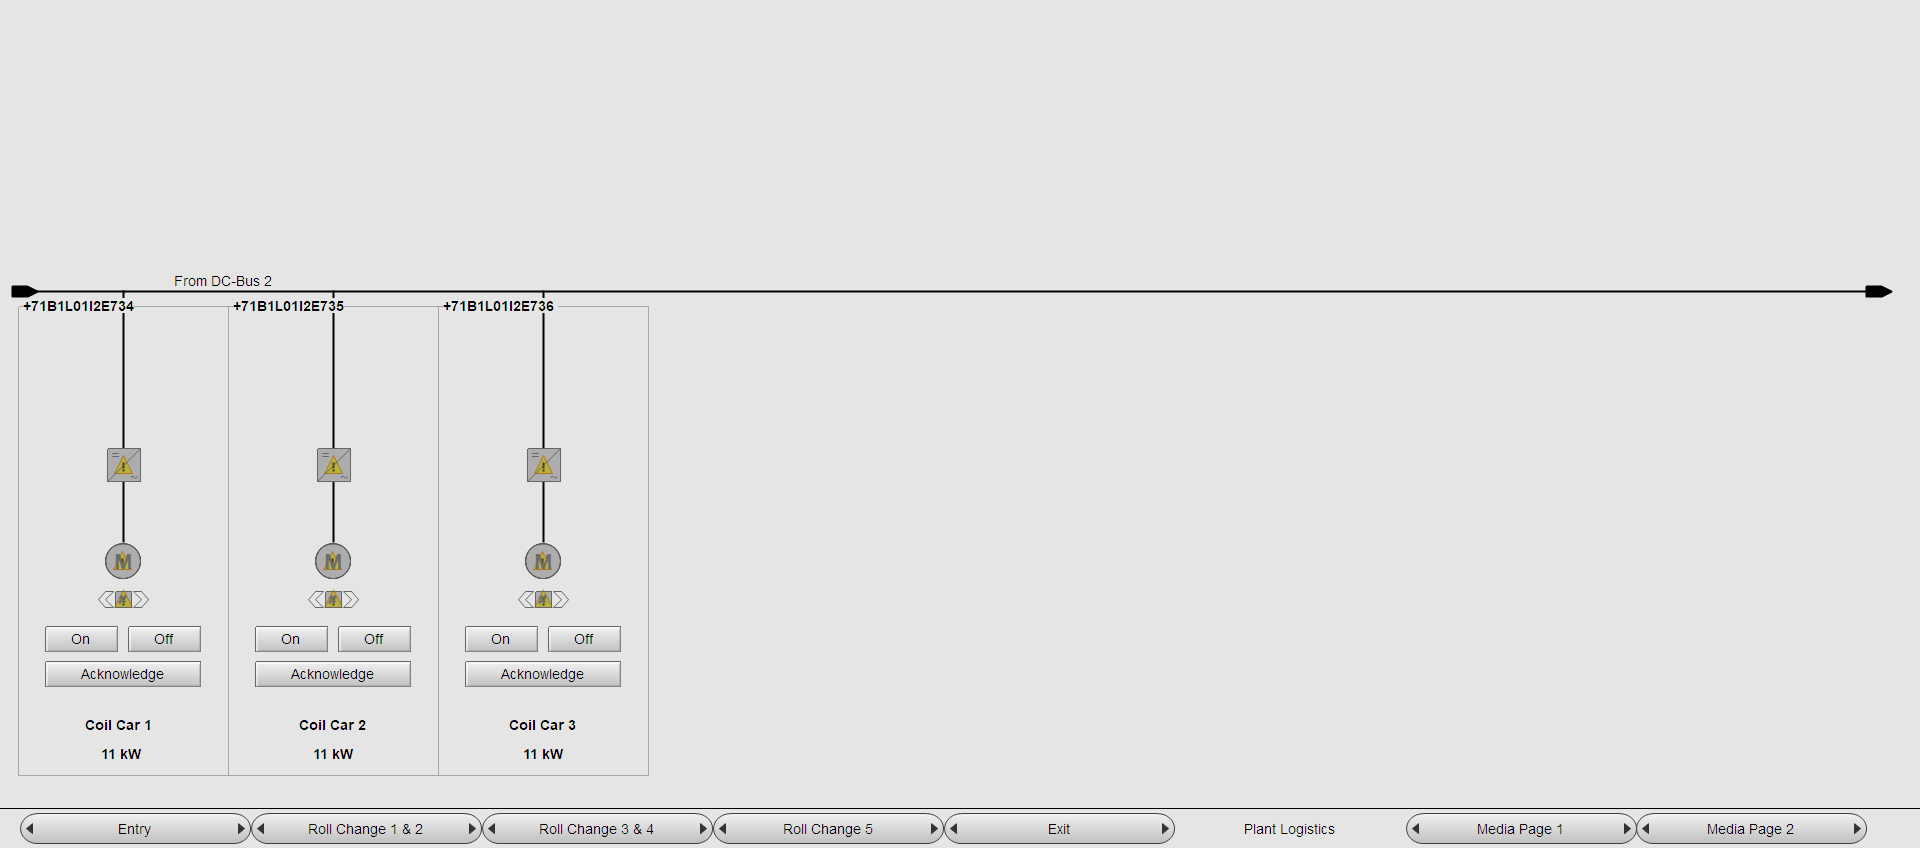 From DC-Bus 2
+71B1L01I2E734 +71B1L01I2E735 +71B1L01I2E736
M M M
On Off On Off On Off
Acknowledge Acknowledge Acknowledge
Coil Car 1 Coil Car 2 Coil Car 3
11 kW 11 kW 11 kW
Entry Roll Change 1 & 2 Roll Change 3 & 4 Roll Change 5 Exit Plant Logistics Media Page 1 Media Page 2